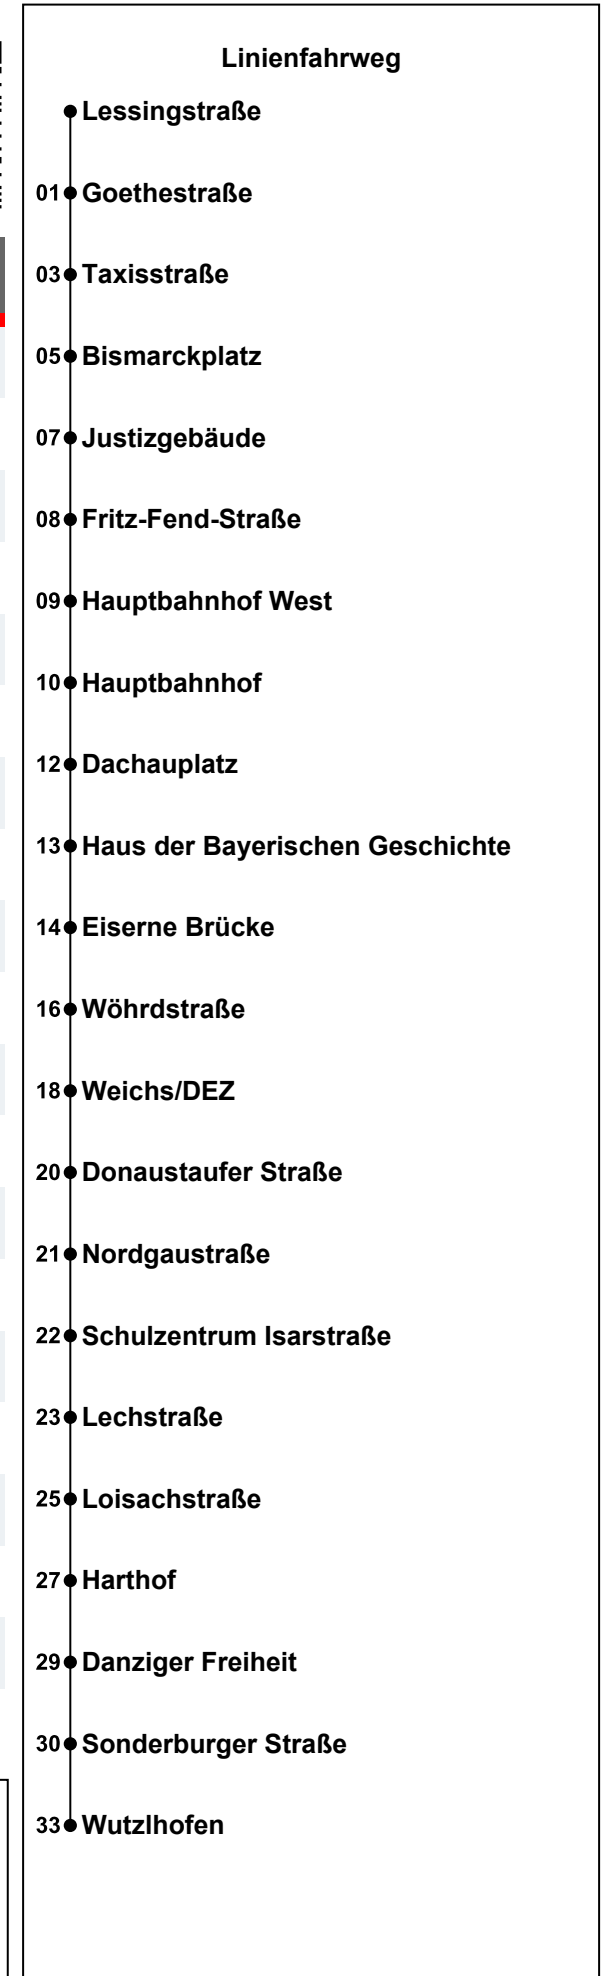 Linienfahrweg
Lessingstraße
01 Goethestraße
03 Taxisstraße
05 Bismarckplatz
07 Justizgebäude
08 Fritz-Fend-Straße
09 Hauptbahnhof West
10 Hauptbahnhof
12 Dachauplatz
13 Haus der Bayerischen Geschichte
14 Eiserne Brücke
16 Wöhrdstraße
18 Weichs/DEZ
20 Donaustaufer Straße
21 Nordgaustraße
22 Schulzentrum Isarstraße
23 Lechstraße
25 Loisachstraße
27 Harthof
29 Danziger Freiheit
30 Sonderburger Straße
33 Wutzlhofen